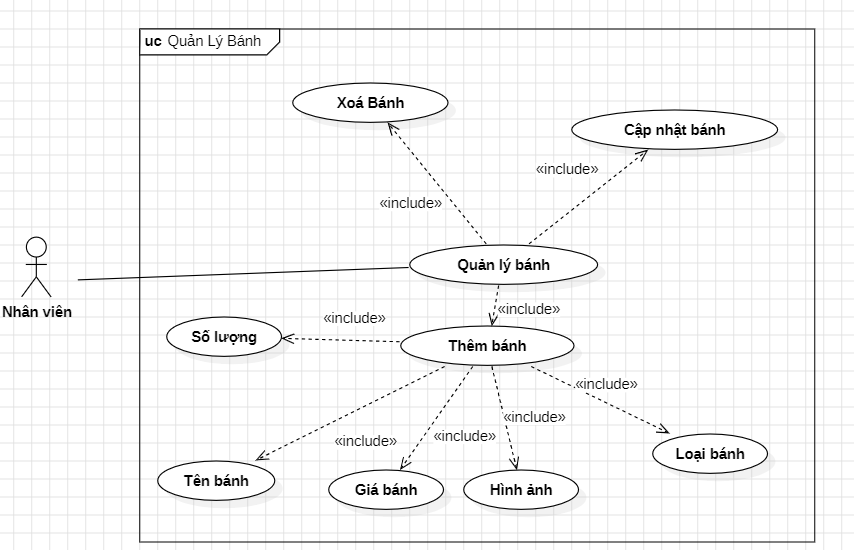 uc Quản Lý Bánh
Xoá Bánh
Cập nhật bánh
«include»
«include»
Quản lý bánh
Nhân viên
«include»
«include»
Số lượng
Thêm bánh
«include»
«include»
«include»
«include»
Loại bánh
Tên bánh
Giá bánh
Hình ảnh